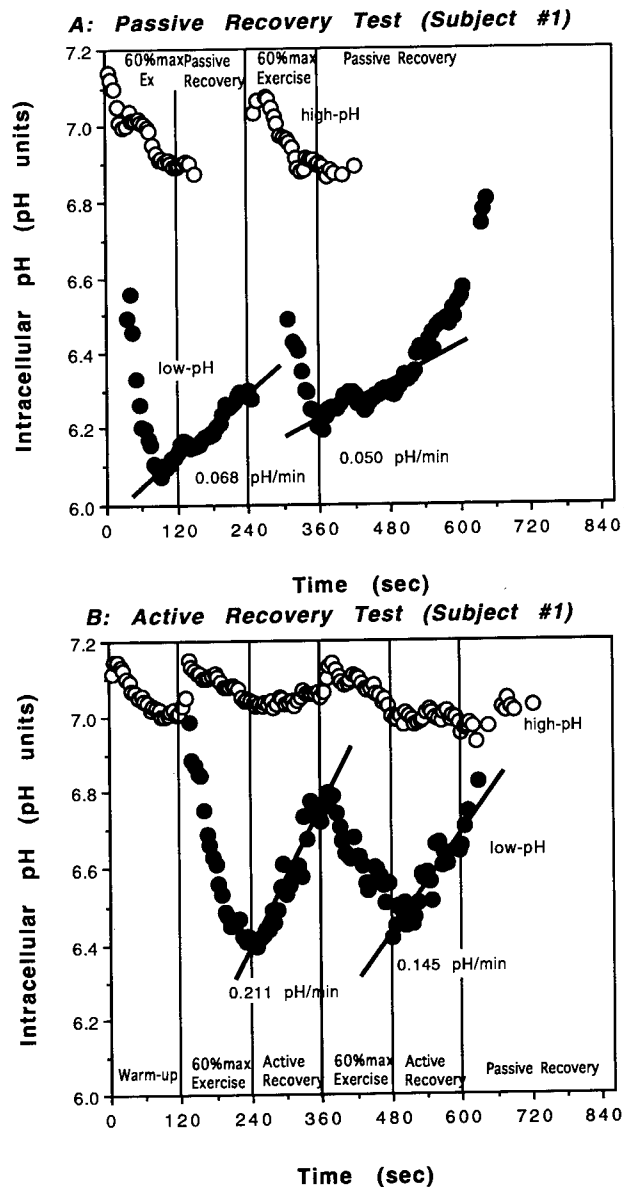 A: Passive Recovery Test (Subject #1)
Intracellular pH (pH units)
7.2
7.0
6.8
6.6
6.4
6.2
6.0
60%max
Ex
Passive
Recovery
60%max
Exercise
Passive Recovery
high-pH
low-pH
0.068 pH/min
0.050 pH/min
0 120 240 360 480 600 720 840
Time (sec)
B: Active Recovery Test (Subject #1)
Intracellular pH (pH units)
7.2
7.0
6.8
6.6
6.4
6.2
6.0
high-pH
low-pH
0.211 pH/min
0.145 pH/min
Warm-up
60%max
Exercise
Active
Recovery
60%max
Exercise
Active
Recovery
Passive Recovery
0 120 240 360 480 600 720 840
Time (sec)